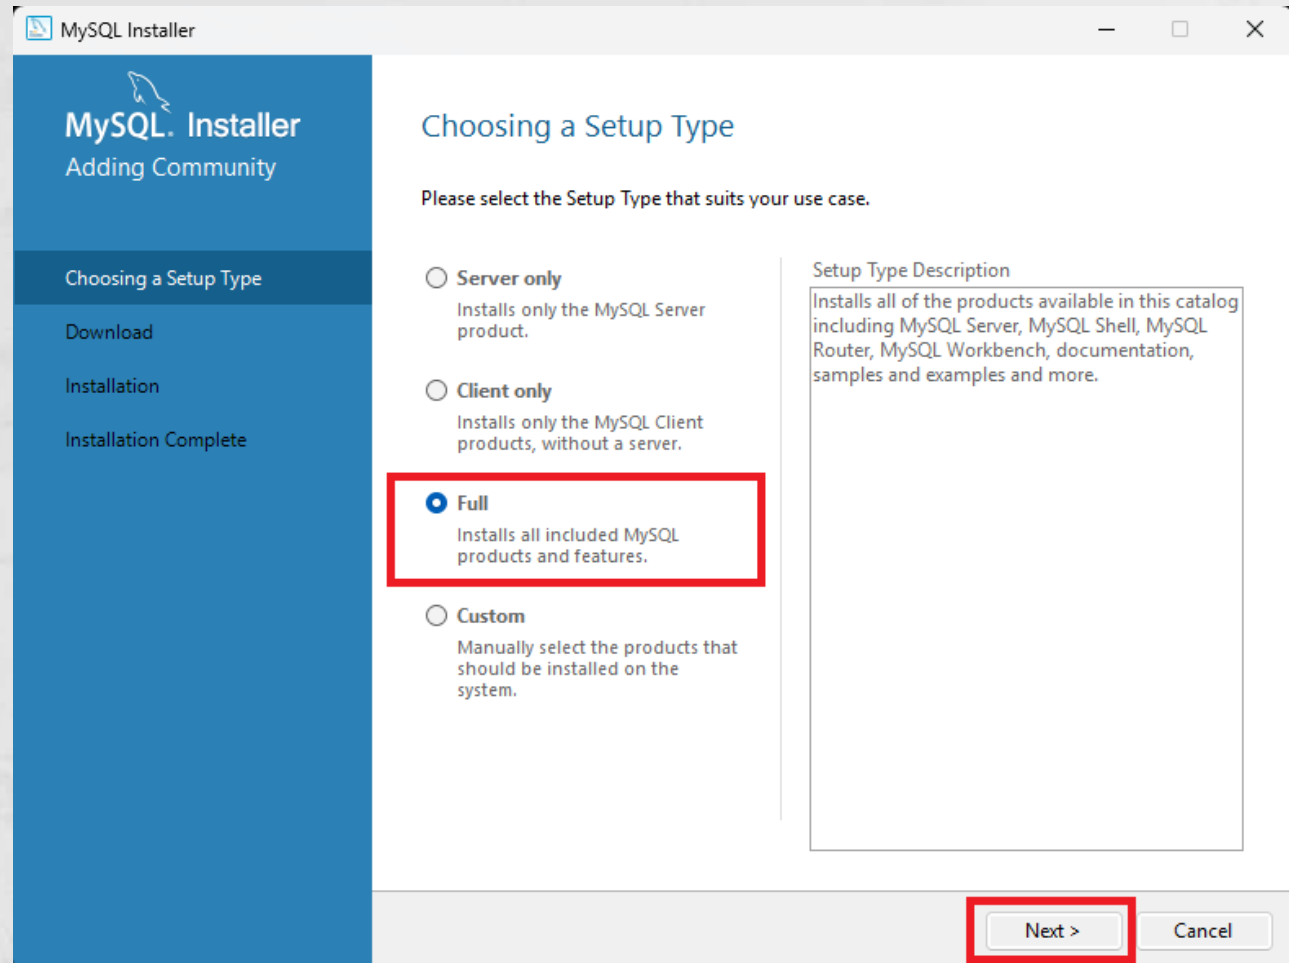 MySQL Installer
MySQL. Installer
Adding Community
Choosing a Setup Type
Download
Installation
Installation Complete
Choosing a Setup Type
Please select the Setup Type that suits your use case.
Server only
Installs only the MySQL Server
product.
Client only
Installs only the MySQL Client
products, without a server.
Full
Installs all included MySQL
products and features.
Custom
Manually select the products that
should be installed on the
system.
Setup Type Description
Installs all of the products available in this catalog
including MySQL Server, MySQL Shell, MySQL
Router, MySQL Workbench, documentation,
samples and examples and more.
Next >
Cancel